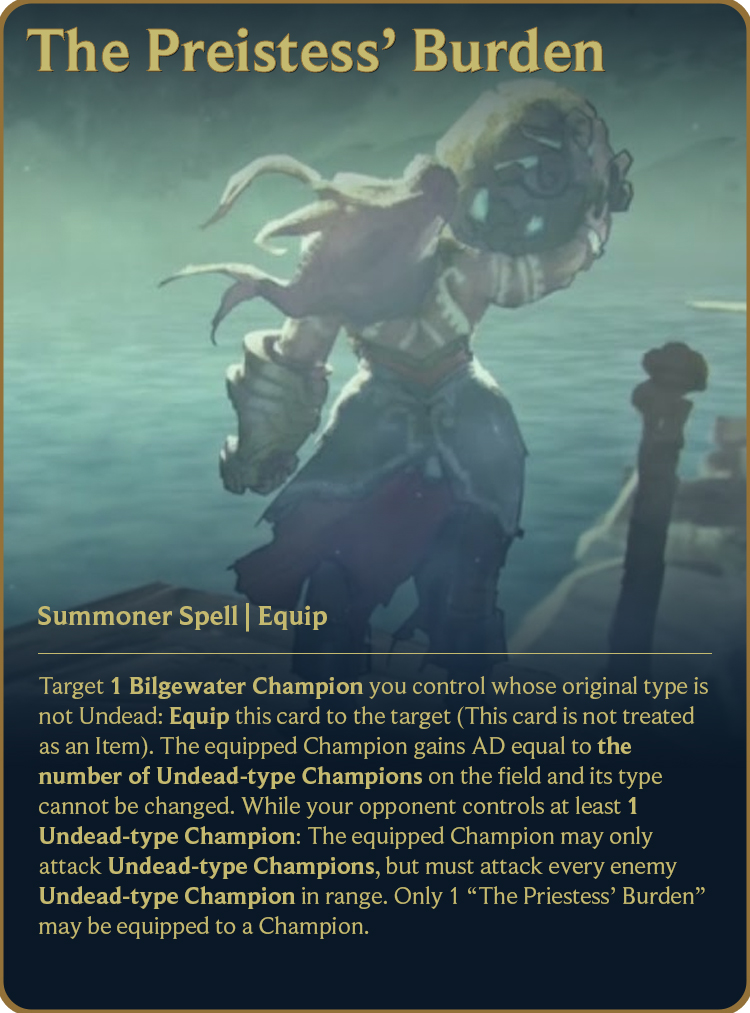 The Preistess’ Burden
Summoner Spell | Equip
Target 1 Bilgewater Champion you control whose original type is
not Undead: Equip this card to the target (This card is not treated
as an Item). The equipped Champion gains AD equal to the
number of Undead-type Champions on the field and its type
cannot be changed. While your opponent controls at least 1
Undead-type Champion: The equipped Champion may only
attack Undead-type Champions, but must attack every enemy
Undead-type Champion in range. Only 1 “The Priestess’ Burden”
may be equipped to a Champion.